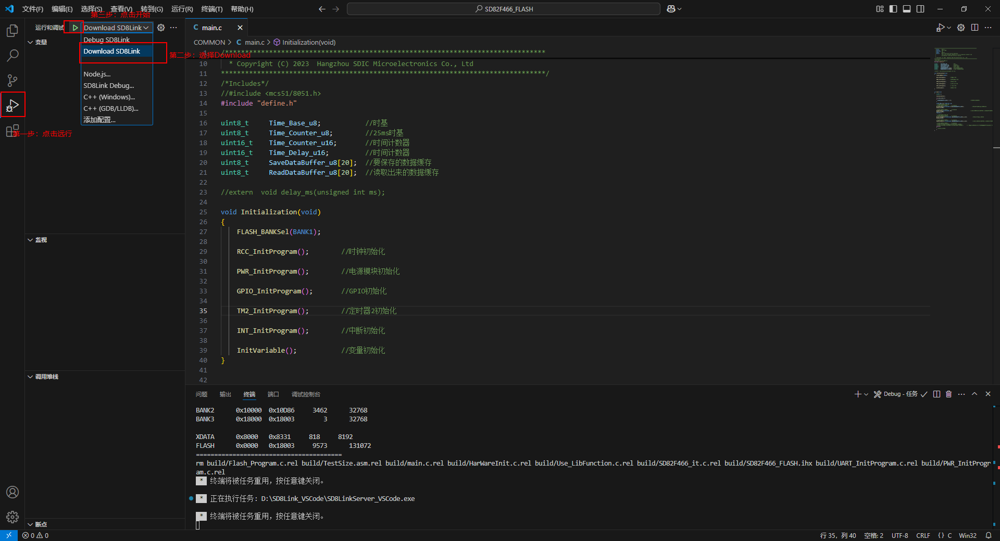 文件(F) 编辑(E) 选择(S) 查看(V) 转到(G) 运行(R) 终端(T) 帮助(H)
SD82F466_FLASH
第三步：点击开始
运行和调试
Download SD8Link
Debug SD8Link
Download SD8Link
第二步：选择Download
Node.js...
SD8Link Debug...
C++ (Windows)...
C++ (GDB/LLDB)...
添加配置...
第一步：点击远行
变量
监视
调用堆栈
断点
C main.c
COMMON > C main.c > Initialization(void)
/********************************************************************************
10 * Copyright (C) 2023  Hangzhou SDIC Microelectronics Co., Ltd
11 *********************************************************************************/
12 /*Includes*/
13 //#include <mcs51/8051.h>
14 #include "define.h"
15
16 uint8_t     Time_Base_u8;           //时基
17 uint8_t     Time_Counter_u8;        //25ms时基
18 uint16_t    Time_Counter_u16;       //时间计数器
19 uint16_t    Time_Delay_u16;         //时间计数器
20 uint8_t     SaveDataBuffer_u8[20];  //要保存的数据缓存
21 uint8_t     ReadDataBuffer_u8[20];  //读取出来的数据缓存
22
23 //extern  void delay_ms(unsigned int ms);
24
25 void Initialization(void)
26 {
27     FLASH_BANKSel(BANK1);
28
29     RCC_InitProgram();        //时钟初始化
30
31     PWR_InitProgram();        //电源模块初始化
32
33     GPIO_InitProgram();       //GPIO初始化
34
35     TM2_InitProgram();        //定时器2初始化
36
37     INT_InitProgram();        //中断初始化
38
39     InitVariable();           //变量初始化
40 }
41
42
问题 输出 终端 端口 调试控制台
Debug - 任务
BANK2      0x10000  0x10D86     3462      32768
BANK3      0x18000  0x18003        3      32768
XDATA      0x8000   0x8331     818     8192
FLASH      0x0000   0x18003     9573      131072
========================================
rm build/Flash_Program.c.rel build/TestSize.asm.rel build/main.c.rel build/HarWareInit.c.rel build/Use_LibFunction.c.rel build/SD82F466_it.c.rel build/SD82F466_FLASH.ihx build/UART_InitProgram.c.rel build/PWR_InitProgr
am.c.rel
* 终端将被任务重用，按任意键关闭。
* 正在执行任务: D:\SD8Link_VSCode\SD8LinkServer_VSCode.exe
* 终端将被任务重用，按任意键关闭。
0 0
行 35，列 40 空格: 2 UTF-8 CRLF {} C Win32